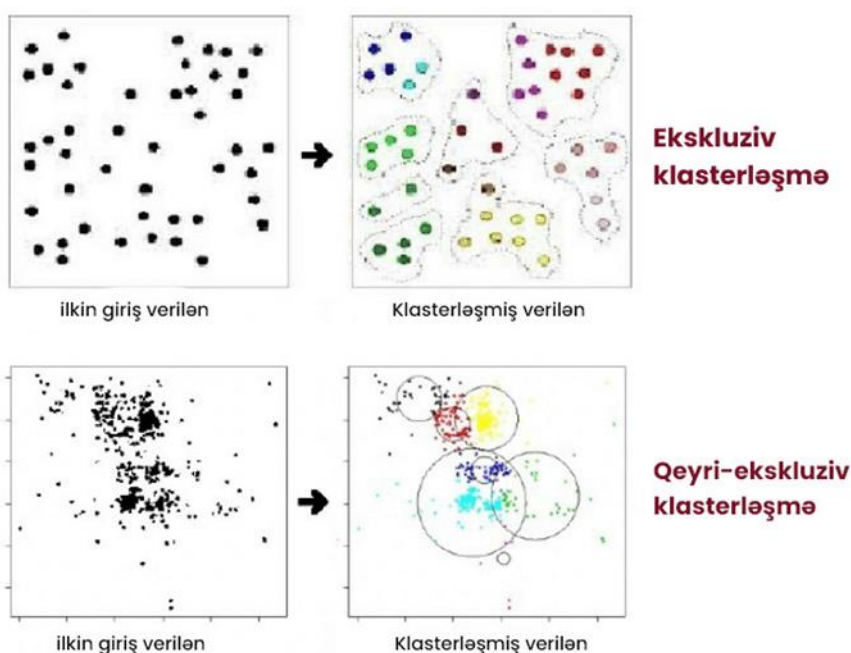 Ekskluziv
klasterləşmə
ilkin giriş verilən
Klasterləşmiş verilən
Qeyri-ekskluziv
klasterləşmə
ilkin giriş verilən
Klasterləşmiş verilən